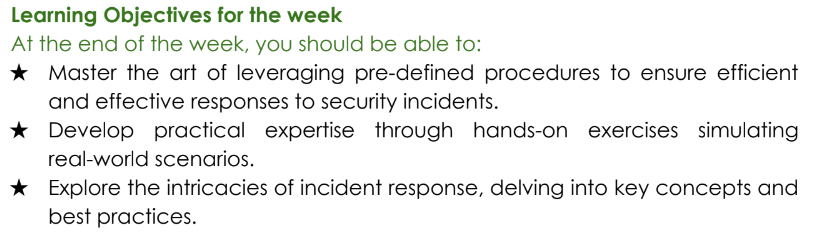 Learning Objectives for the week
At the end of the week, you should be able to:
★ Master the art of leveraging pre-defined procedures to ensure efficient
and effective responses to security incidents.
★ Develop practical expertise through hands-on exercises simulating
real-world scenarios.
★ Explore the intricacies of incident response, delving into key concepts and
best practices.